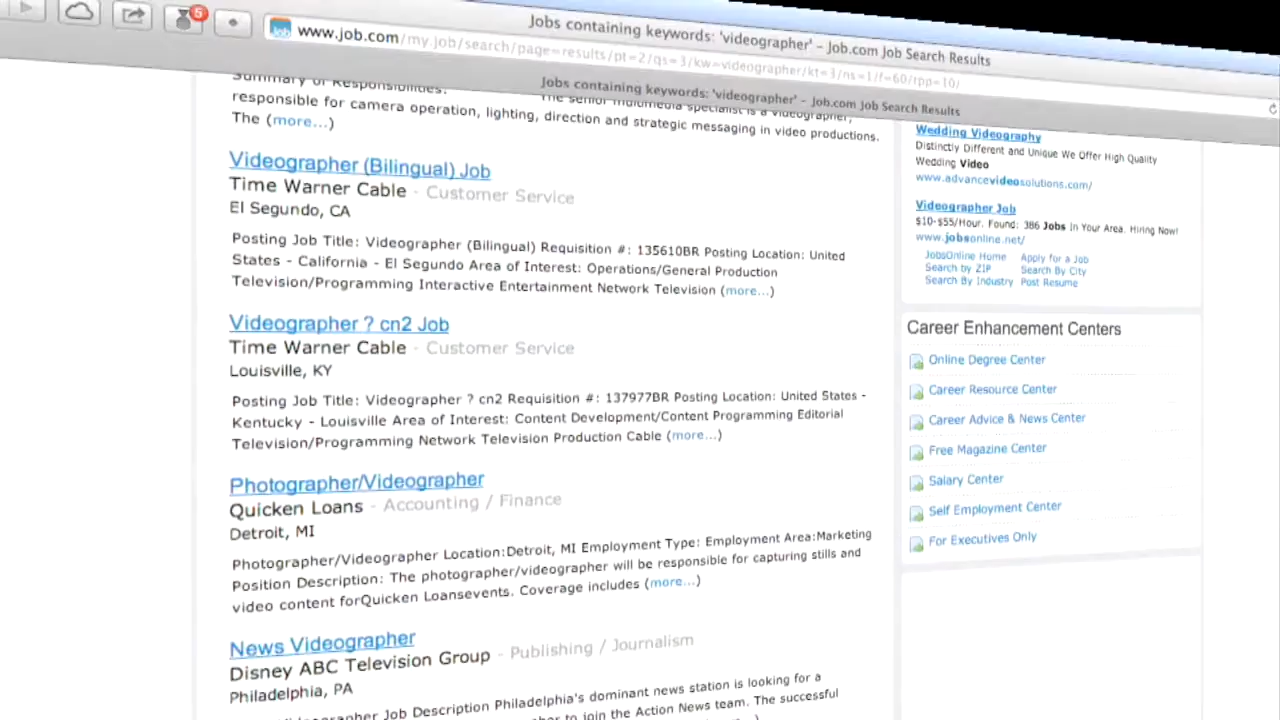 5
Jobs containing keywords: 'videographer' – Job.com Job Search Results
www.job.com/my.job/search/page=results/pt=2/qs=3/kw=videographer/kt=3/ns=1/f=60/rpp=10/
Jobs containing keywords: 'videographer' – Job.com Job Search Results
Summary of Responsibilities: The senior multimedia specialist is a videographer,
responsible for camera operation, lighting, direction and strategic messaging in video productions.
The (more...)
Videographer (Bilingual) Job
Time Warner Cable - Customer Service
El Segundo, CA
Posting Job Title: Videographer (Bilingual) Requisition #: 135610BR Posting Location: United
States - California - El Segundo Area of Interest: Operations/General Production
Television/Programming Interactive Entertainment Network Television (more...)
Videographer ? cn2 Job
Time Warner Cable - Customer Service
Louisville, KY
Posting Job Title: Videographer ? cn2 Requisition #: 137977BR Posting Location: United States -
Kentucky - Louisville Area of Interest: Content Development/Content Programming Editorial
Television/Programming Network Television Production Cable (more...)
Photographer/Videographer
Quicken Loans - Accounting / Finance
Detroit, MI
Photographer/Videographer Location:Detroit, MI Employment Type: Employment Area:Marketing
Position Description: The photographer/videographer will be responsible for capturing stills and
video content forQuicken Loansevents. Coverage includes (more...)
News Videographer
Disney ABC Television Group - Publishing / Journalism
Philadelphia, PA
Job Description Philadelphia's dominant news station is looking for a
to join the Action News team. The successful
Wedding Videography
Distinctly Different and Unique We Offer High Quality
Wedding Video
www.advancevideosolutions.com/
Videographer Job
$10-$55/Hour. Found: 386 Jobs In Your Area. Hiring Now!
www.jobsonline.net/
JobsOnline Home Apply for a Job
Search by ZIP Search By City
Search By Industry Post Resume
Career Enhancement Centers
Online Degree Center
Career Resource Center
Career Advice & News Center
Free Magazine Center
Salary Center
Self Employment Center
For Executives Only